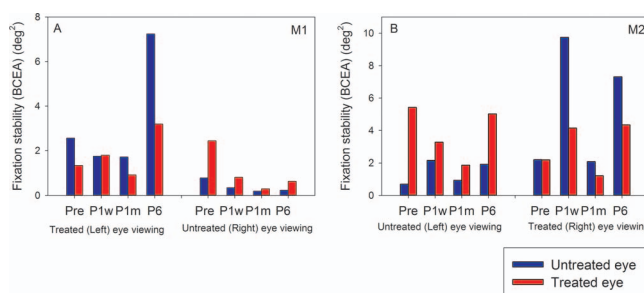 A
M1
Fixation stability (BCEA) (deg²)
8
6
4
2
0
Pre P1w P1m P6 Pre P1w P1m P6
Treated (Left) eye viewing Untreated (Right) eye viewing
B
M2
Fixation stability (BCEA) (deg²)
10
8
6
4
2
0
Pre P1w P1m P6 Pre P1w P1m P6
Untreated (Left) eye viewing Treated (Right) eye viewin
Untreated eye
Treated eye